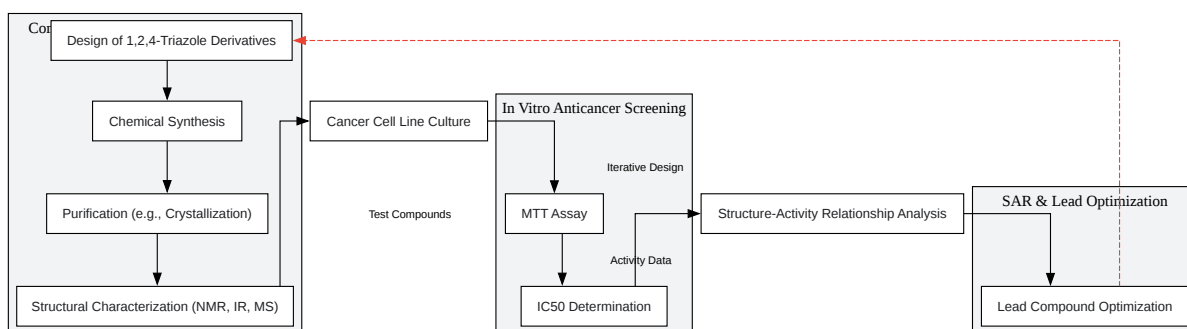 Design of 1,2,4-Triazole Derivatives
Chemical Synthesis
Purification (e.g., Crystallization)
Structural Characterization (NMR, IR, MS)
Cancer Cell Line Culture
Test Compounds
In Vitro Anticancer Screening
Iterative Design
MTT Assay
Activity Data
IC50 Determination
Structure-Activity Relationship Analysis
SAR & Lead Optimization
Lead Compound Optimization